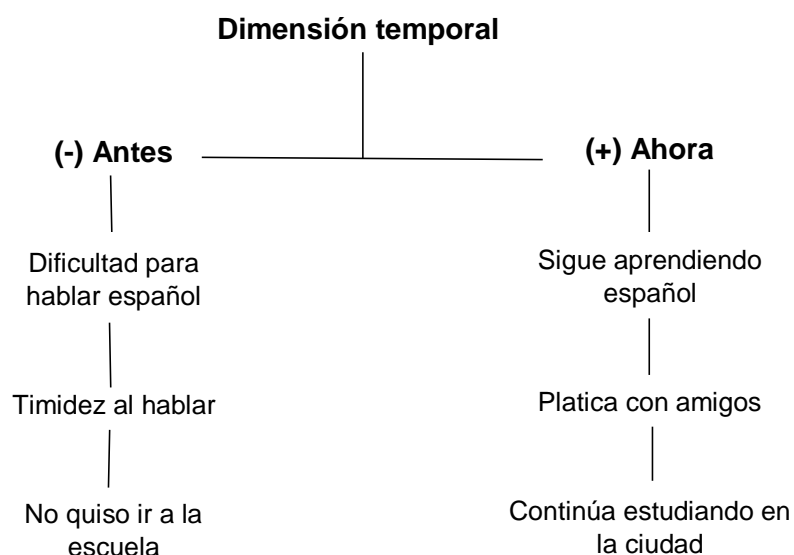 Dimensión temporal
(-) Antes
(+) Ahora
Dificultad para
hablar español
Sigue aprendiendo
español
Timidez al hablar
Platica con amigos
No quiso ir a la
escuela
Continúa estudiando en
la ciudad